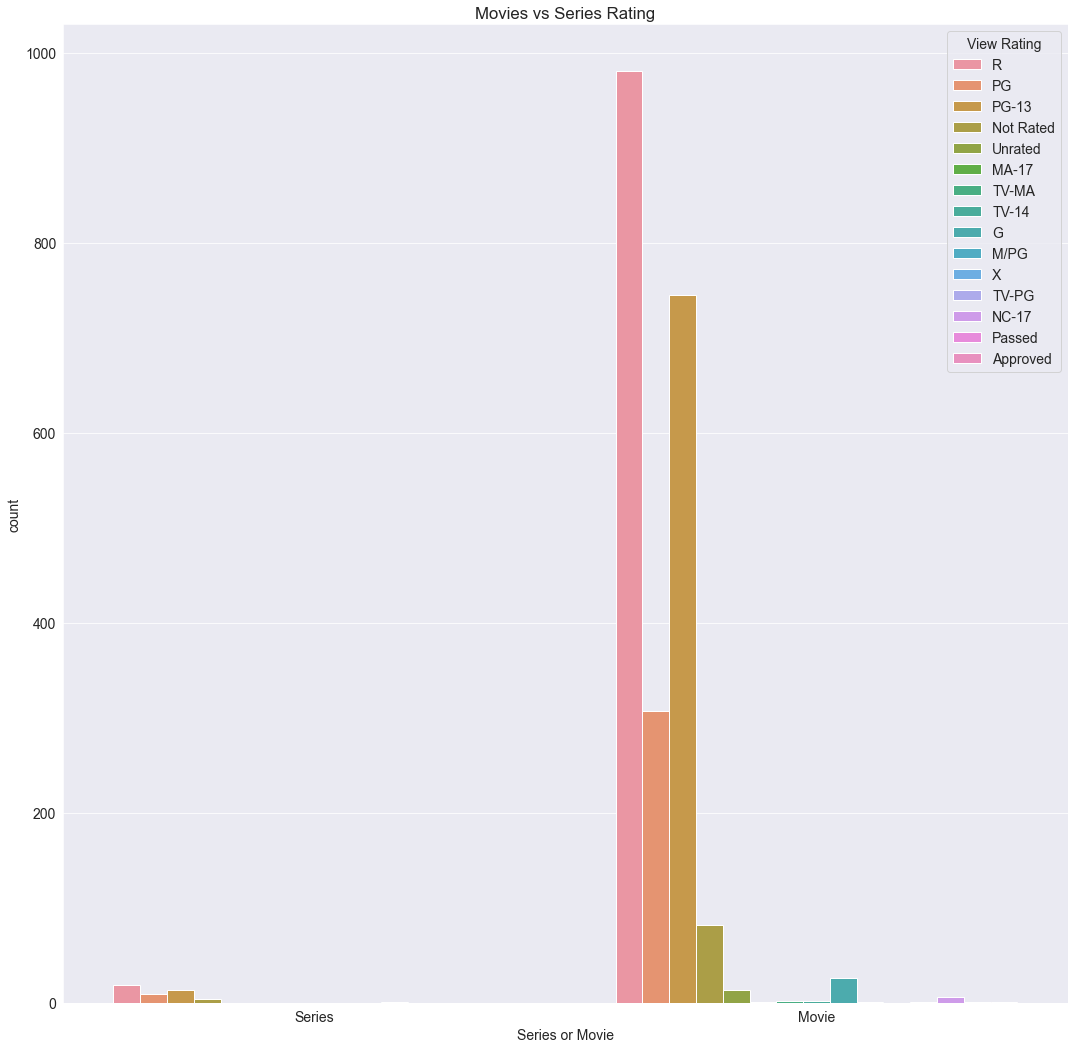 Movies vs Series Rating
1000
800
600
400
200
0
count
Series
Movie
Series or Movie
View Rating
R
PG
PG-13
Not Rated
Unrated
MA-17
TV-MA
TV-14
G
M/PG
X
TV-PG
NC-17
Passed
Approved